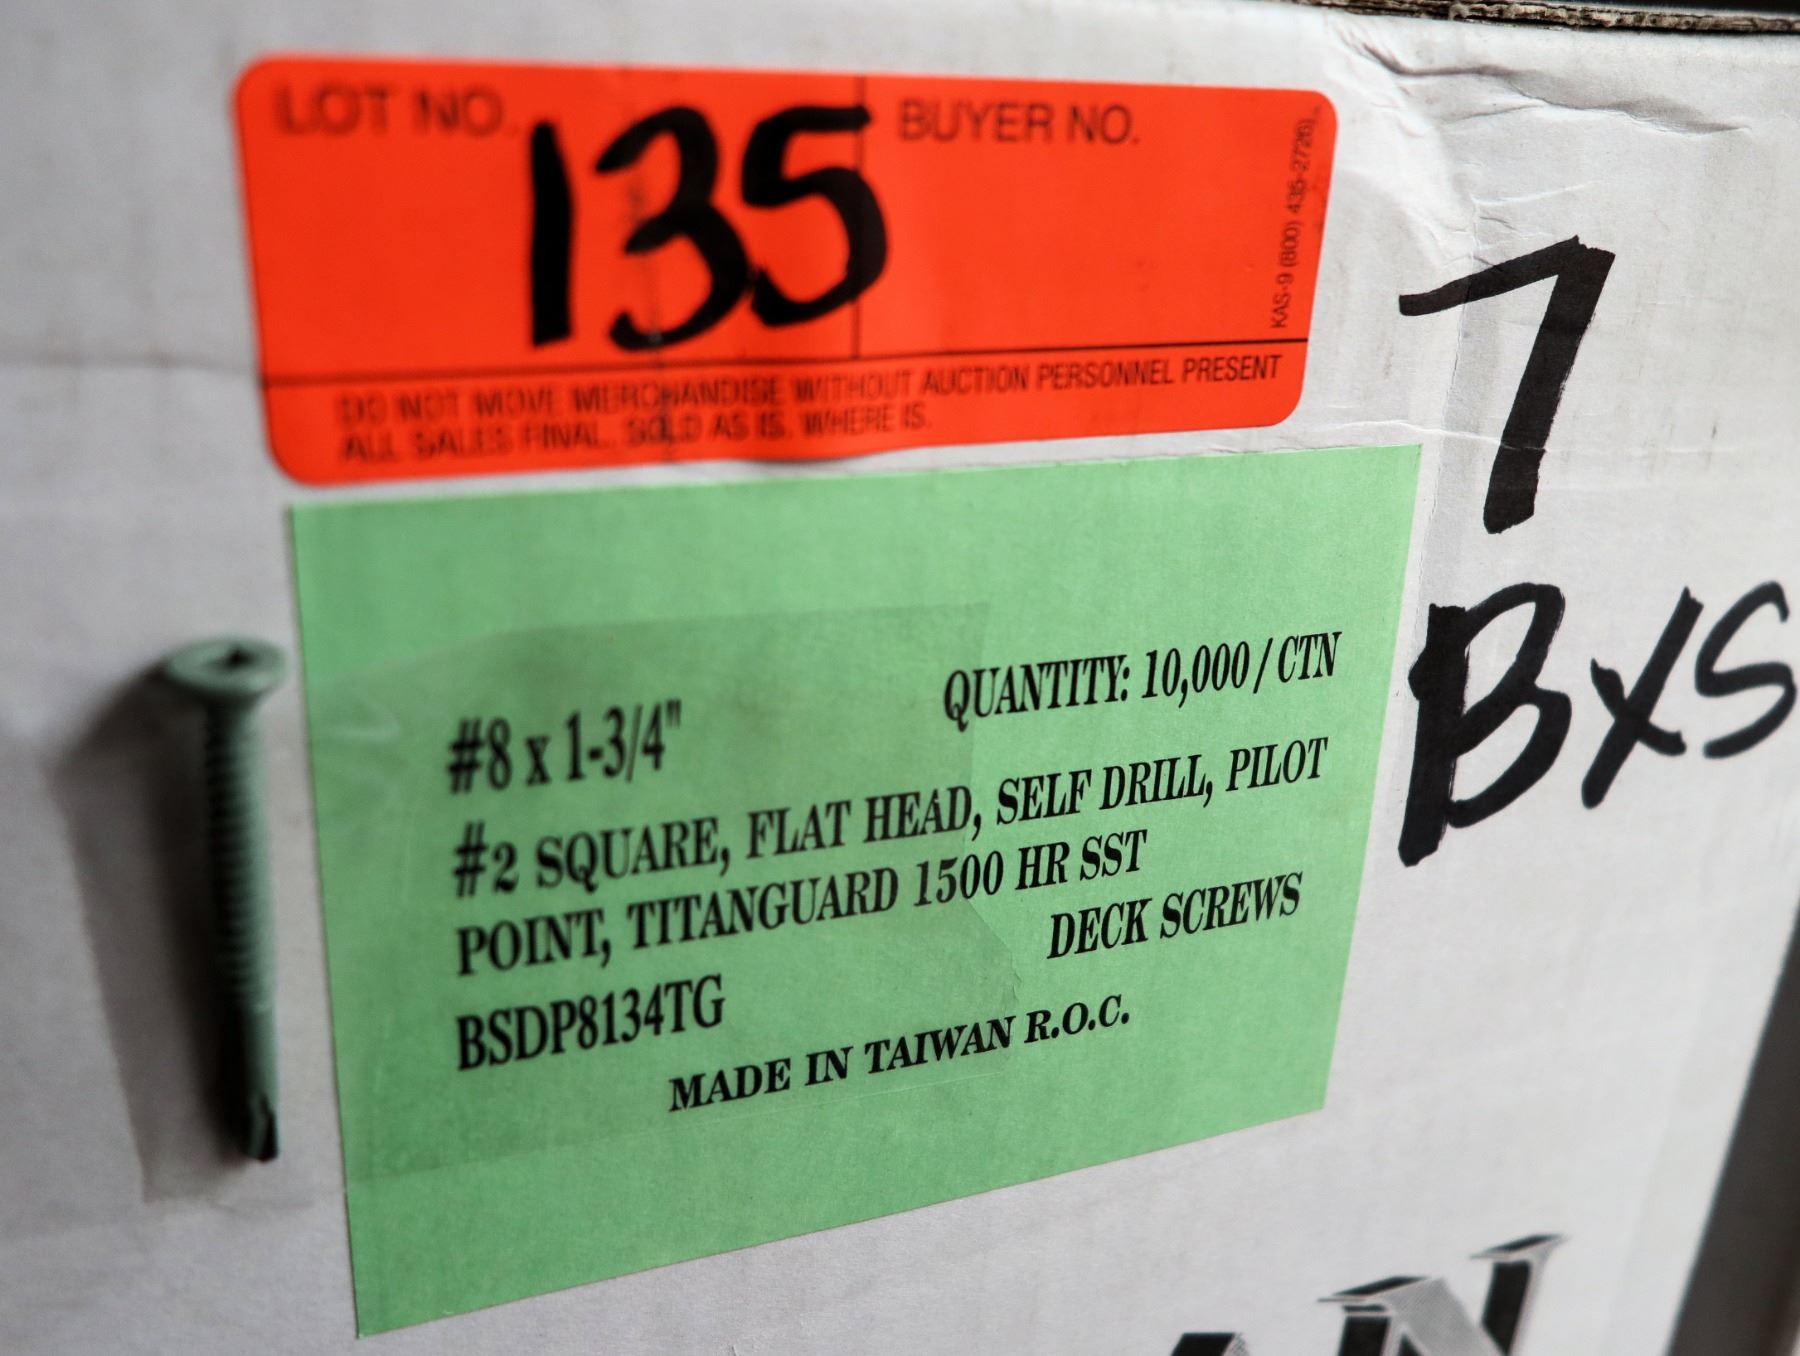 LOT NO. 135 BUYER NO.
KAS-9 (800) 435-2726
DO NOT MOVE MERCHANDISE WITHOUT AUCTION PERSONNEL PRESENT
ALL SALES FINAL. SOLD AS IS. WHERE IS.
7
BXS
#8 x 1-3/4" QUANTITY: 10,000/CTN
#2 SQUARE, FLAT HEAD, SELF DRILL, PILOT
POINT, TITANGUARD 1500 HR SST
DECK SCREWS
BSDP8134TG
MADE IN TAIWAN R.O.C.